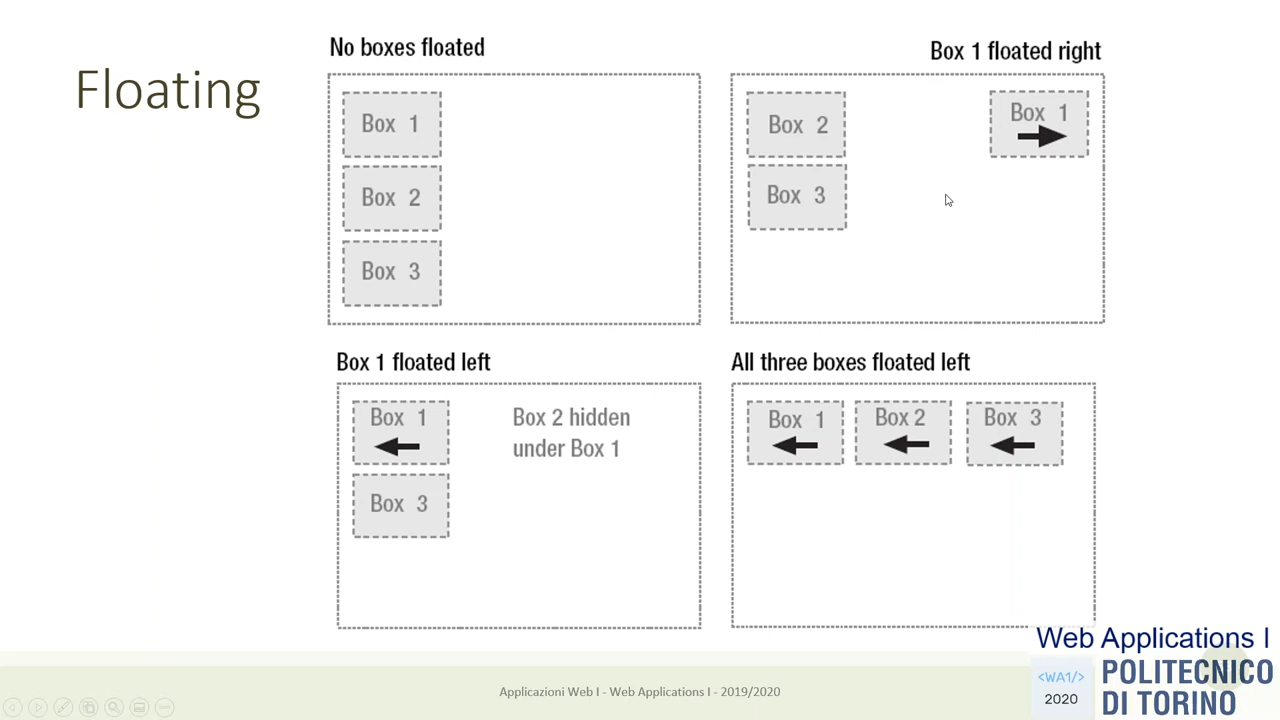 Floating
No boxes floated
Box 1
Box 2
Box 3
Box 1 floated right
Box 2
Box 3
Box 1
Box 1 floated left
Box 1
Box 3
Box 2 hidden
under Box 1
All three boxes floated left
Box 1
Box 2
Box 3
Web Applications I
<WA1/>
2020
POLITECNICO
DI TORINO
Applicazioni Web I - Web Applications I - 2019/2020